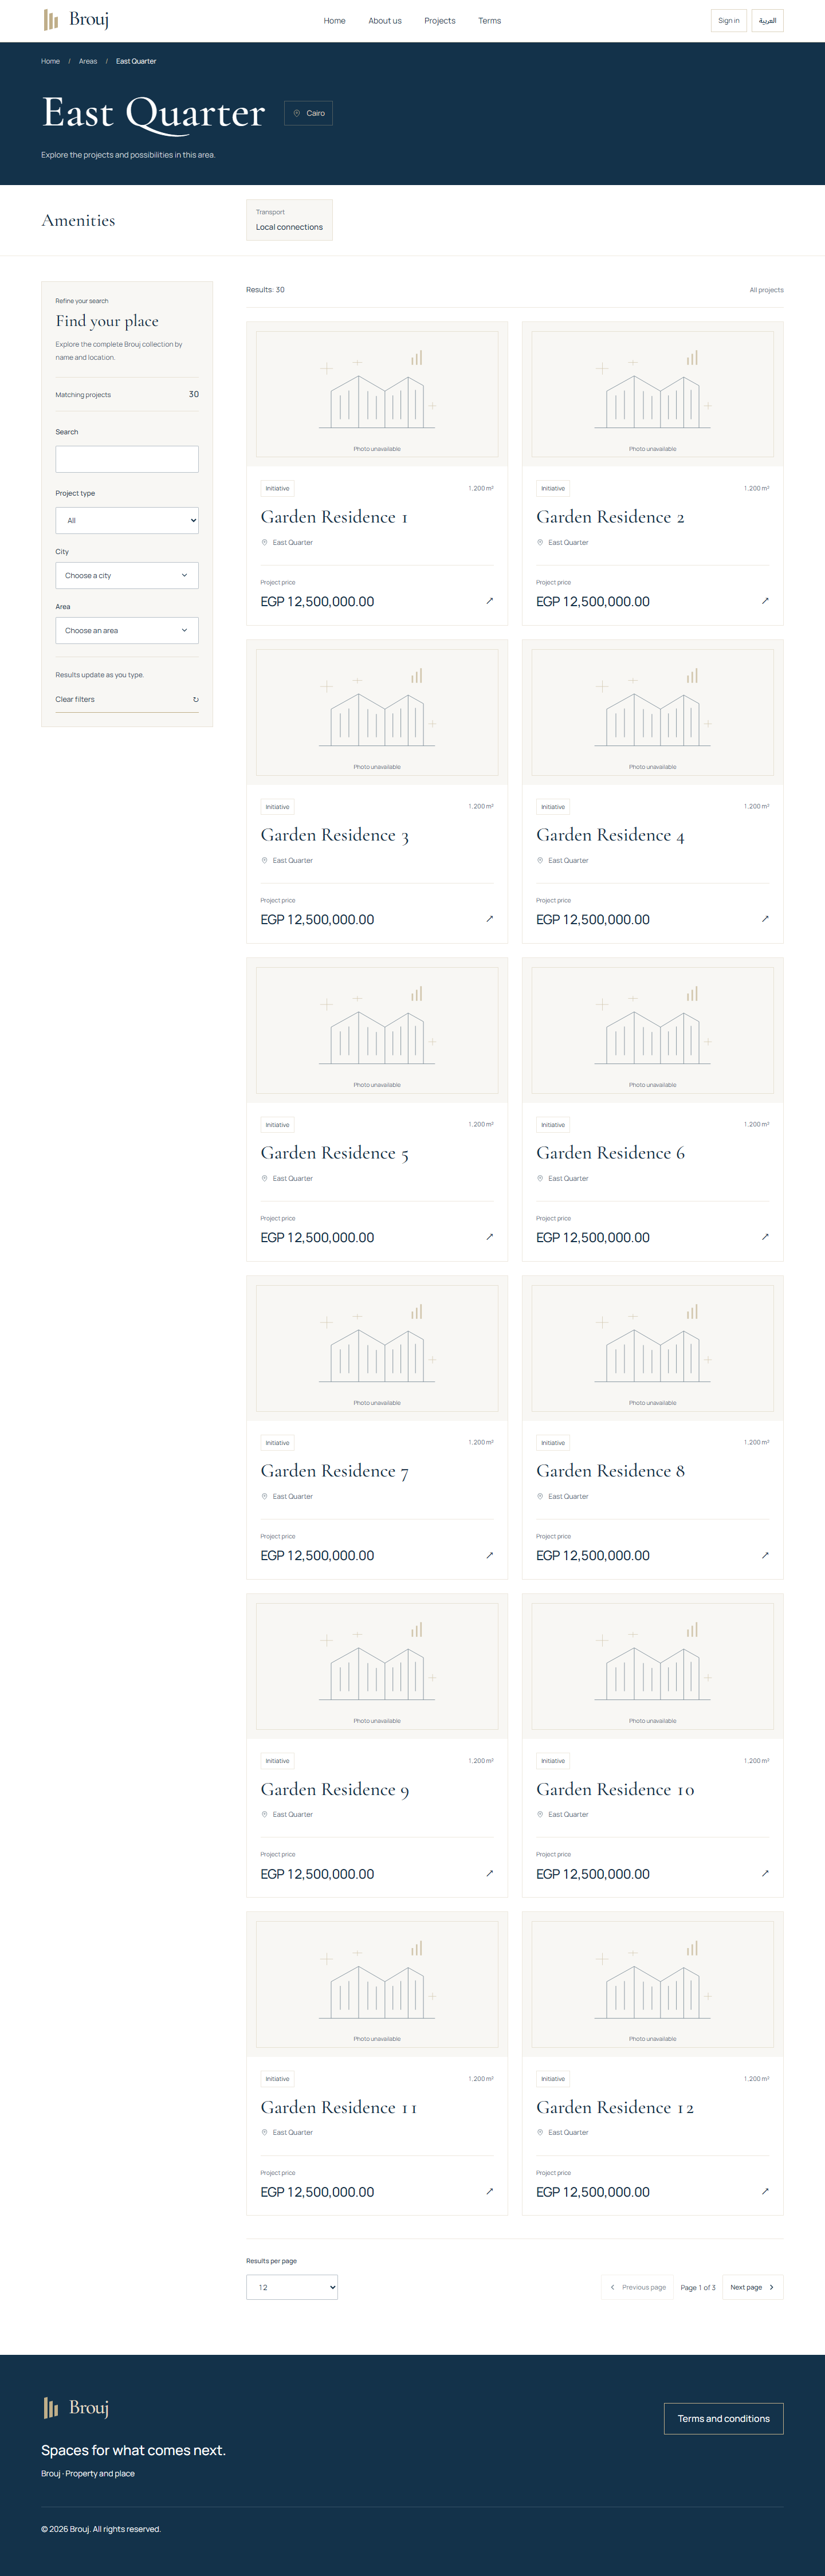 Brouj
Home
About us
Projects
Terms
Sign in
العربية
Home / Areas / East Quarter
East Quarter
Cairo
Explore the projects and possibilities in this area.
Amenities
Transport
Local connections
Refine your search
Find your place
Explore the complete Brouj collection by
name and location.
Matching projects 30
Search
Project type
All
City
Choose a city
Area
Choose an area
Results update as you type.
Clear filters
Results: 30
All projects
Photo unavailable
Initiative 1,200 m²
Garden Residence 1
East Quarter
Project price
EGP 12,500,000.00
Photo unavailable
Initiative 1,200 m²
Garden Residence 2
East Quarter
Project price
EGP 12,500,000.00
Photo unavailable
Initiative 1,200 m²
Garden Residence 3
East Quarter
Project price
EGP 12,500,000.00
Photo unavailable
Initiative 1,200 m²
Garden Residence 4
East Quarter
Project price
EGP 12,500,000.00
Photo unavailable
Initiative 1,200 m²
Garden Residence 5
East Quarter
Project price
EGP 12,500,000.00
Photo unavailable
Initiative 1,200 m²
Garden Residence 6
East Quarter
Project price
EGP 12,500,000.00
Photo unavailable
Initiative 1,200 m²
Garden Residence 7
East Quarter
Project price
EGP 12,500,000.00
Photo unavailable
Initiative 1,200 m²
Garden Residence 8
East Quarter
Project price
EGP 12,500,000.00
Photo unavailable
Initiative 1,200 m²
Garden Residence 9
East Quarter
Project price
EGP 12,500,000.00
Photo unavailable
Initiative 1,200 m²
Garden Residence 10
East Quarter
Project price
EGP 12,500,000.00
Photo unavailable
Initiative 1,200 m²
Garden Residence 11
East Quarter
Project price
EGP 12,500,000.00
Photo unavailable
Initiative 1,200 m²
Garden Residence 12
East Quarter
Project price
EGP 12,500,000.00
Results per page
12
Previous page
Page 1 of 3
Next page
Brouj
Spaces for what comes next.
Brouj · Property and place
Terms and conditions
© 2026 Brouj. All rights reserved.